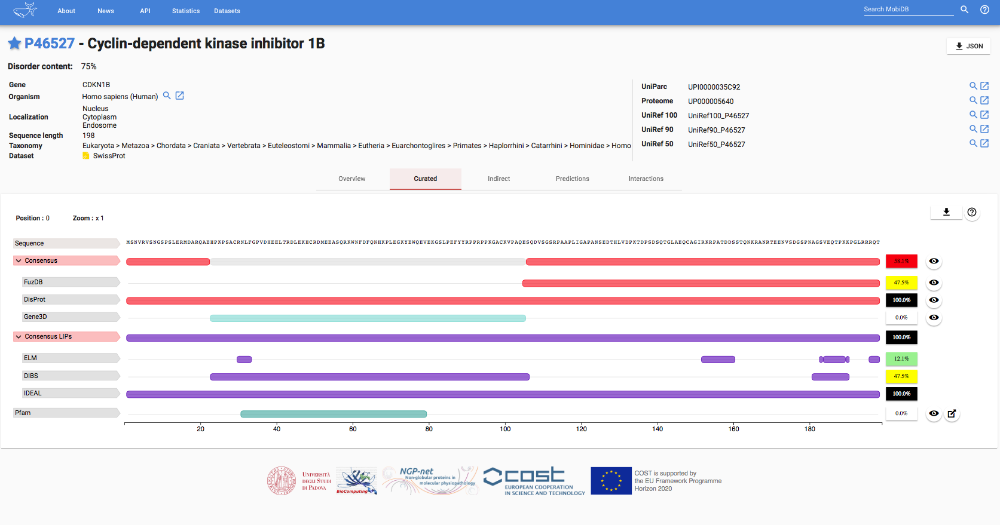 About News API Statistics Datasets Search MobiDB
P46527 - Cyclin-dependent kinase inhibitor 1B
JSON
Disorder content: 75%
Gene CDKN1B
Organism Homo sapiens (Human)
Localization Nucleus
Cytoplasm
Endosome
Sequence length 198
Taxonomy Eukaryota > Metazoa > Chordata > Craniata > Vertebrata > Euteleostomi > Mammalia > Eutheria > Euarchontoglires > Primates > Haplorrhini > Catarrhini > Hominidae > Homo
Dataset SwissProt
UniParc UPI0000035C92
Proteome UP000005640
UniRef 100 UniRef100_P46527
UniRef 90 UniRef90_P46527
UniRef 50 UniRef50_P46527
Overview Curated Indirect Predictions Interactions
Position : 0 Zoom : x 1
Sequence MSNVRVSNGSPSLERMDARQAEHPKPSACRNLFGPVDHEELTRDLEKHCRDMEEASQRKWNFDFQNHKPLEGKYEWQEVEKGSLPEFYYRPPRPPKGACKVPAQESQDVSGSRPAAPLIGAPANSEDTHLVDPKTDPSDSQTGLAEQCAGIRKRPATDDSSTQNKRANRTEENVSDGSPNAGSVEQTPKKPGLRRRQT
Consensus 58.1%
FuzDB 47.5%
DisProt 100.0%
Gene3D 0.0%
Consensus LIPs 100.0%
ELM 12.1%
DIBS 47.5%
IDEAL 100.0%
Pfam 0.0%
20 40 60 80 100 120 140 160 180
UNIVERSITÀ
DEGLI STUDI
DI PADOVA
BioComputing
NGP-net
Non-globular proteins in
molecular physiopathology
cost
EUROPEAN COOPERATION
IN SCIENCE AND TECHNOLOGY
COST is supported by
the EU Framework Programme
Horizon 2020